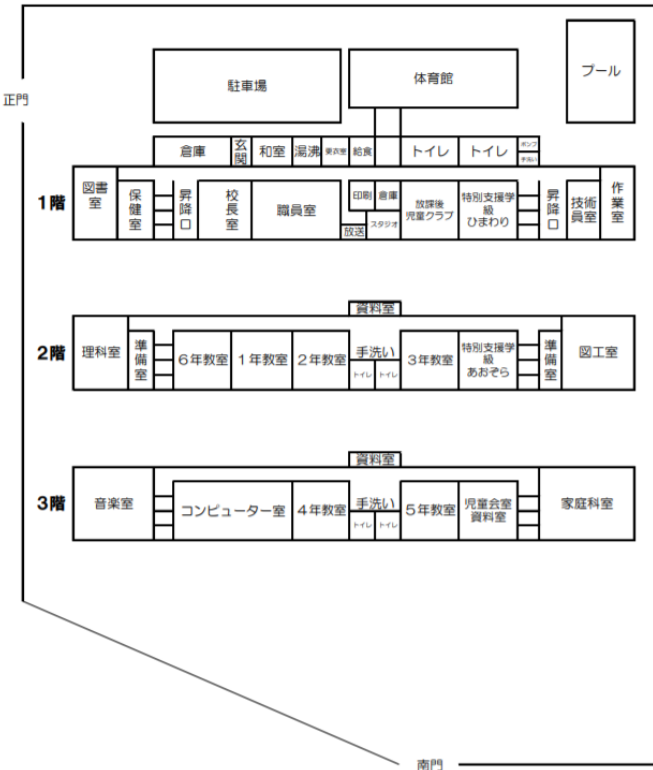 プール
体育館
駐車場
正門
倉庫
玄関
和室
湯沸
更衣室
給食
トイレ
トイレ
ポンプ
手洗い
1階
図書室
保健室
昇降口
校長室
職員室
印刷
倉庫
放送
スタジオ
放課後
児童クラブ
特別支援学
級
ひまわり
昇降口
技術員室
作業室
資料室
2階
理科室
準備室
6年教室
1年教室
2年教室
手洗い
トイレ
トイレ
3年教室
特別支援学
級
あおぞら
準備室
図工室
資料室
3階
音楽室
コンピューター室
4年教室
手洗い
トイレ
トイレ
5年教室
児童会室
資料室
家庭科室
南門